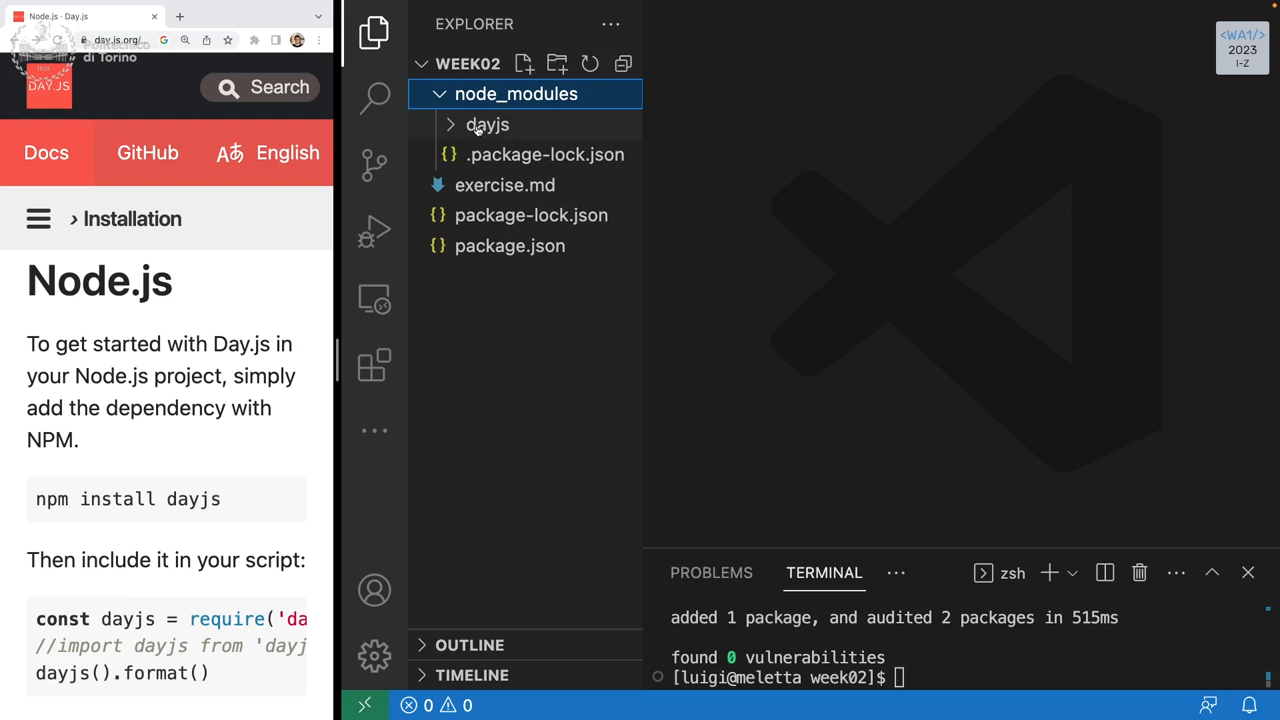 Node.js · Day.js
day.js.org/...
Politecnico
di Torino
DAY.JS
Search
Docs
GitHub
Aあ English
› Installation
Node.js
To get started with Day.js in
your Node.js project, simply
add the dependency with
NPM.
npm install dayjs
Then include it in your script:
const dayjs = require('da
//import dayjs from 'dayj
dayjs().format()
EXPLORER
WEEK02
node_modules
dayjs
.package-lock.json
exercise.md
package-lock.json
package.json
OUTLINE
TIMELINE
<WA1/>
2023
I-Z
PROBLEMS
TERMINAL
zsh
added 1 package, and audited 2 packages in 515ms
found 0 vulnerabilities
[luigi@meletta week02]$
0 0